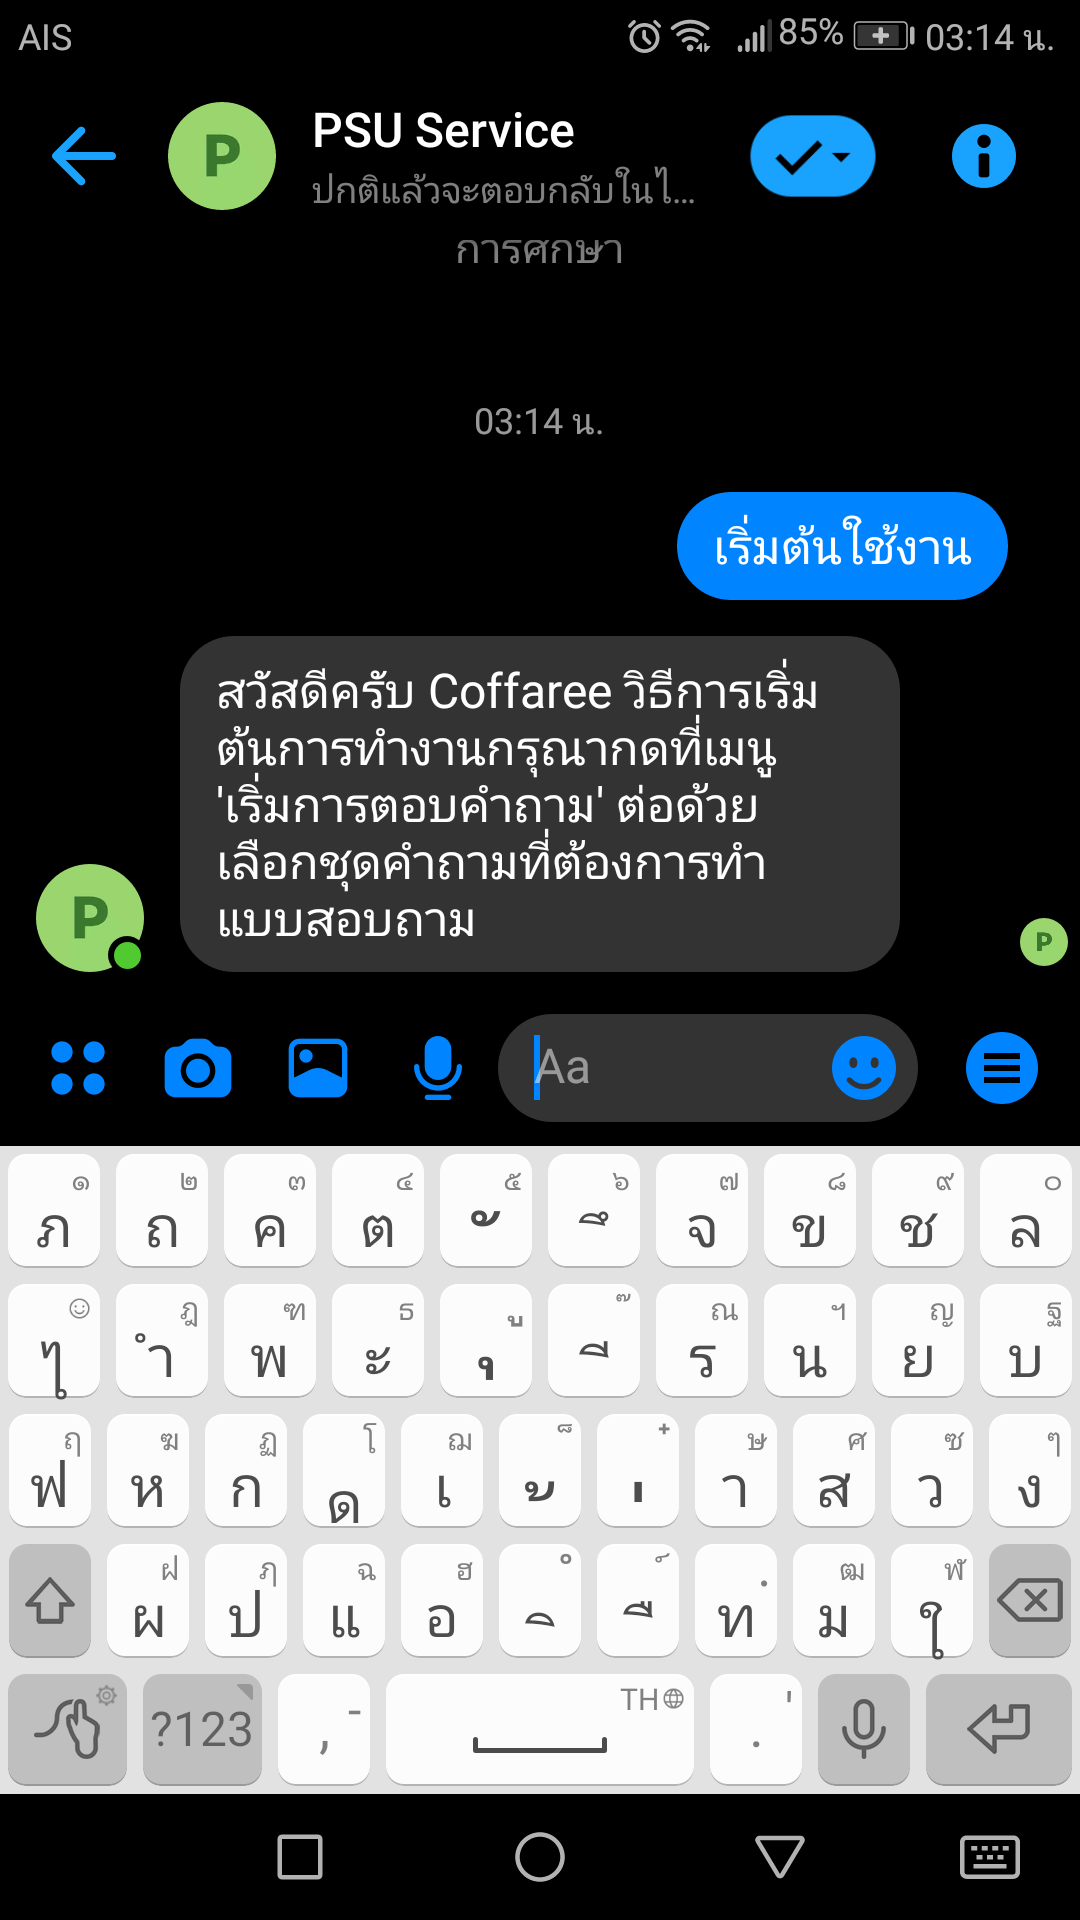 AIS 85% 03:14 น.
P PSU Service
ปกติแล้วจะตอบกลับในไ...
การศึกษา
03:14 น.
เริ่มต้นใช้งาน
สวัสดีครับ Coffaree วิธีการเริ่ม
ต้นการทำงานกรุณากดที่เมนู
'เริ่มการตอบคำถาม' ต่อด้วย
เลือกชุดคำถามที่ต้องการทำ
แบบสอบถาม
P
P
Aa
๑ ๒ ๓ ๔ ๕ ๖ ๗ ๘ ๙ ๐
ภ ถ ค ต ั ึ จ ข ช ล
ฎ ฑ ธ ู ๊ ณ ฯ ญ ฐ
ไ ำ พ ะ ุ ี ร น ย บ
ฤ ฆ ฏ โ ฌ ็ ๋ ษ ศ ซ ๆ
ฟ ห ก ด เ ้ ่ า ส ว ง
ฝ ฦ ฉ ฮ ํ ์ . ฒ ฬ
ผ ป แ อ ิ ื ท ม ใ
- TH '
?123 , .